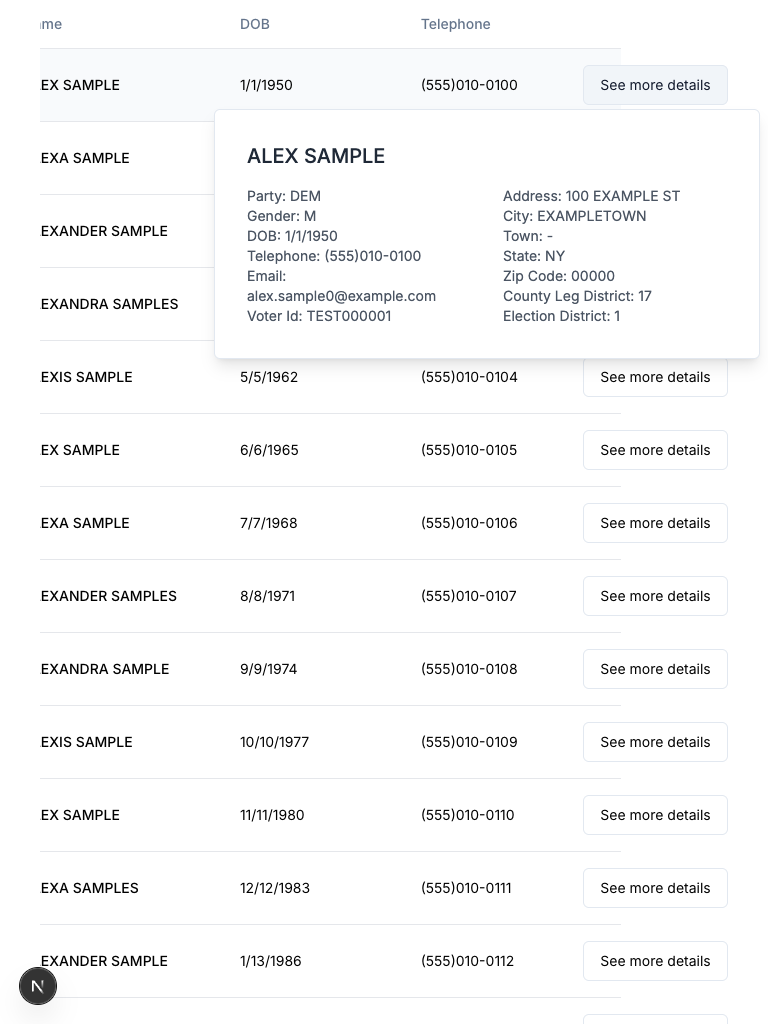 me DOB Telephone
EX SAMPLE 1/1/1950 (555)010-0100 See more details
EXA SAMPLE
EXANDER SAMPLE
EXANDRA SAMPLES
ALEX SAMPLE
Party: DEM
Gender: M
DOB: 1/1/1950
Telephone: (555)010-0100
Email:
alex.sample0@example.com
Voter Id: TEST000001
Address: 100 EXAMPLE ST
City: EXAMPLETOWN
Town: -
State: NY
Zip Code: 00000
County Leg District: 17
Election District: 1
EXIS SAMPLE 5/5/1962 (555)010-0104 See more details
EX SAMPLE 6/6/1965 (555)010-0105 See more details
EXA SAMPLE 7/7/1968 (555)010-0106 See more details
EXANDER SAMPLES 8/8/1971 (555)010-0107 See more details
EXANDRA SAMPLE 9/9/1974 (555)010-0108 See more details
EXIS SAMPLE 10/10/1977 (555)010-0109 See more details
EX SAMPLE 11/11/1980 (555)010-0110 See more details
EXA SAMPLES 12/12/1983 (555)010-0111 See more details
EXANDER SAMPLE 1/13/1986 (555)010-0112 See more details
N